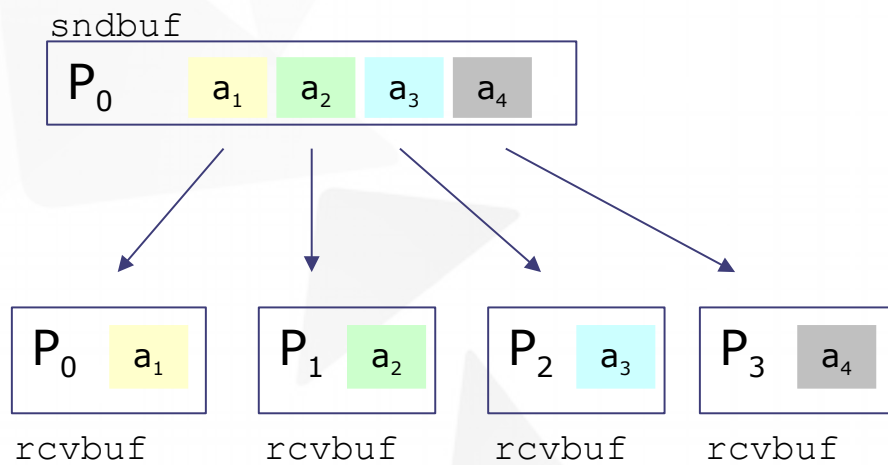 sndbuf
P₀ a₁ a₂ a₃ a₄
P₀ a₁ P₁ a₂ P₂ a₃ P₃ a₄
rcvbuf rcvbuf rcvbuf rcvbuf